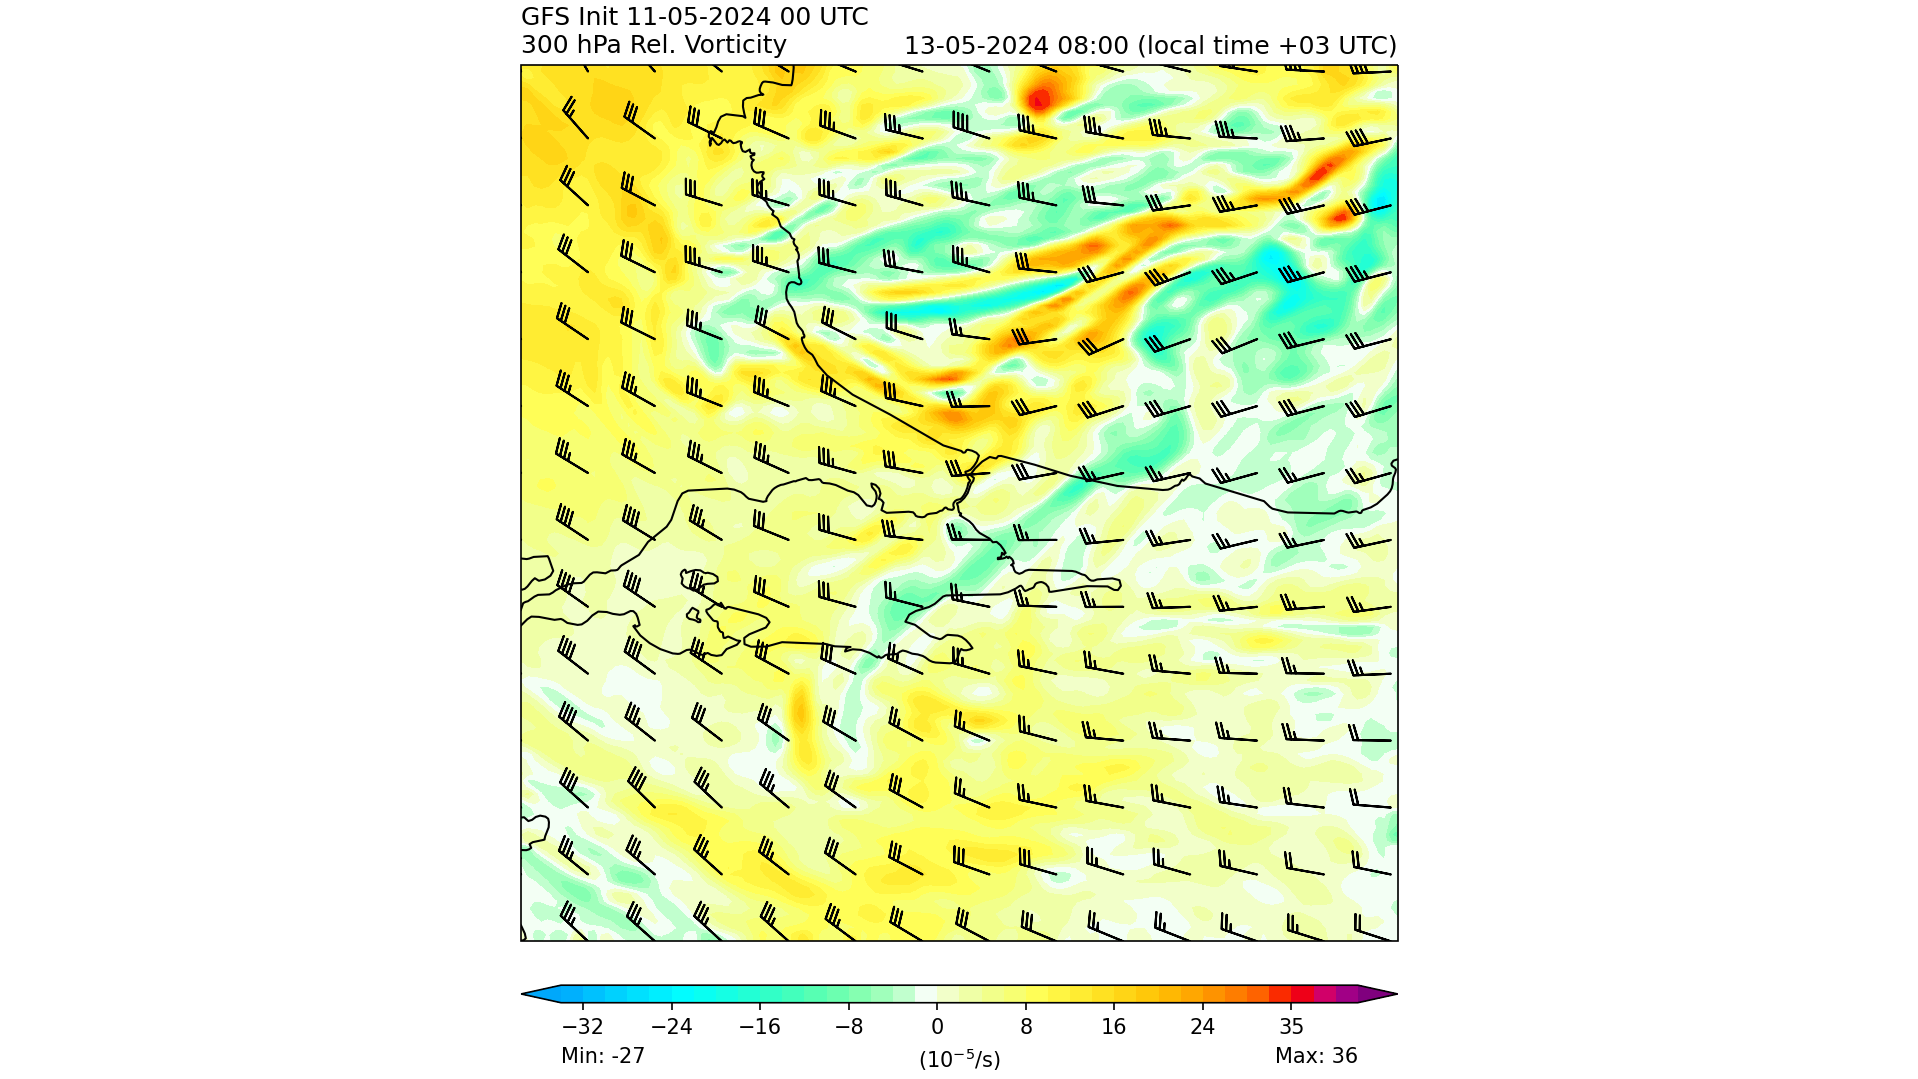 GFS Init 11-05-2024 00 UTC
300 hPa Rel. Vorticity
13-05-2024 08:00 (local time +03 UTC)
−32 −24 −16 −8 0 8 16 24 35
Min: -27 (10⁻⁵/s) Max: 36